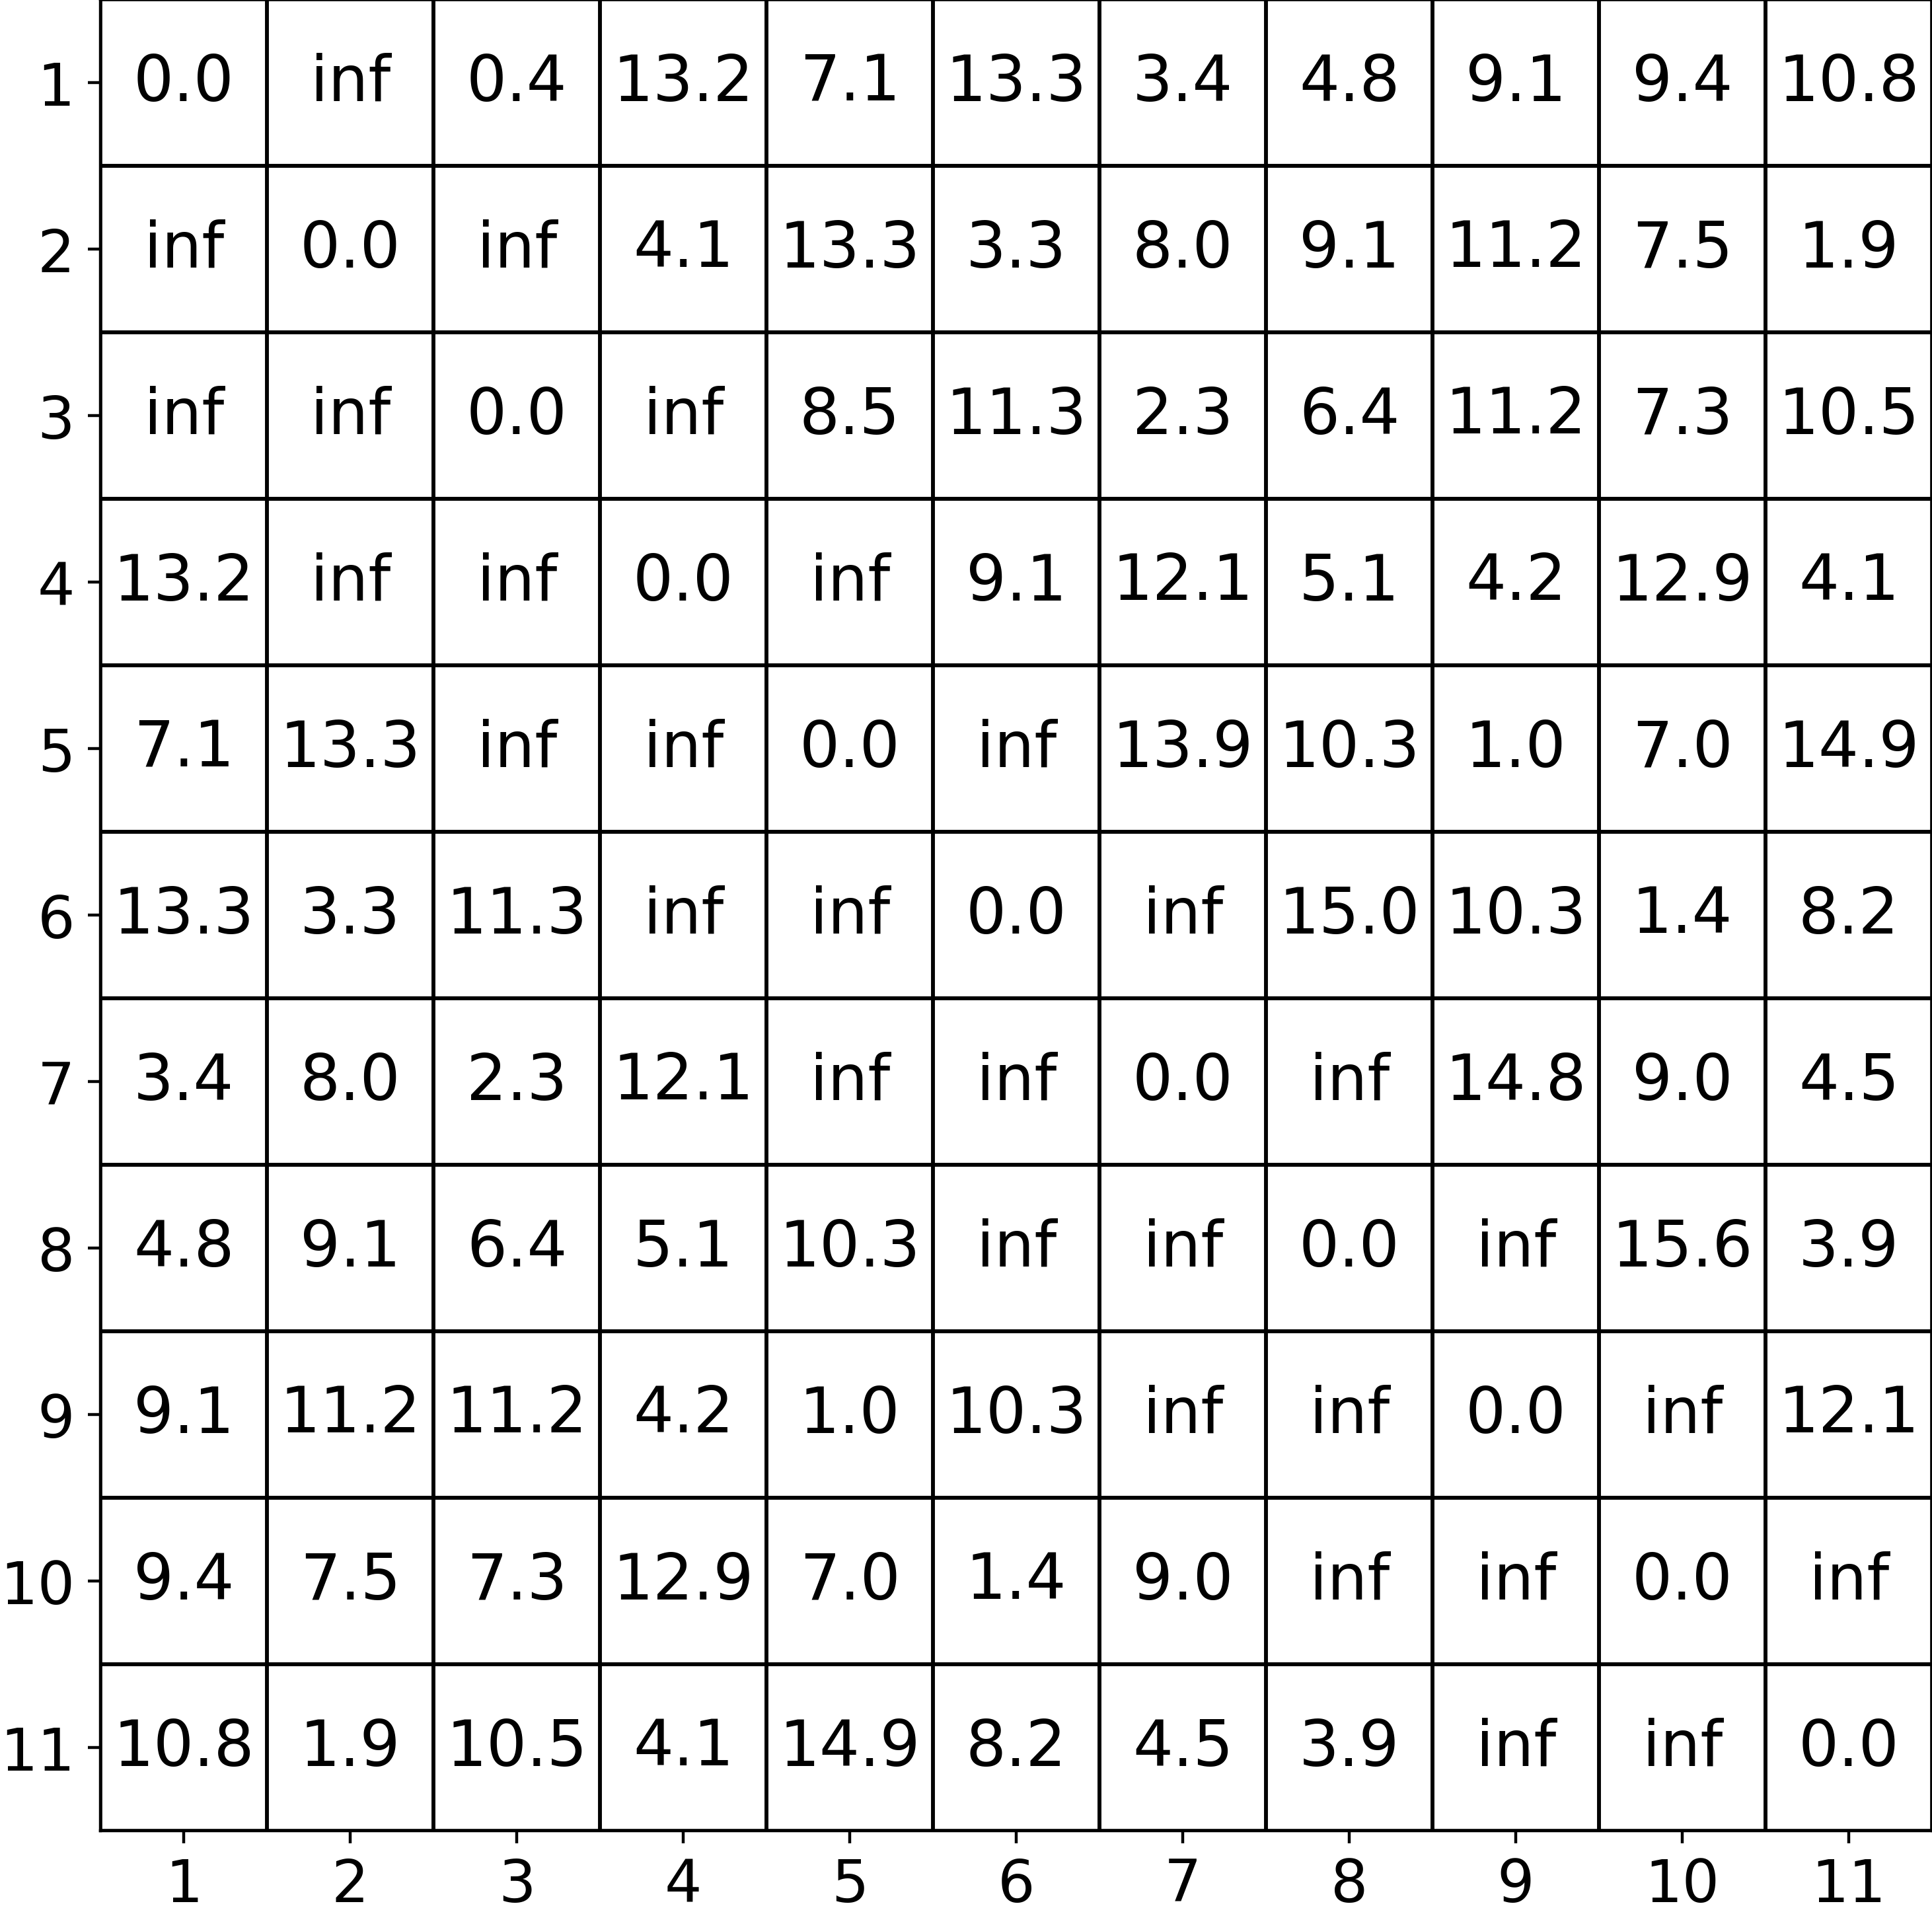 1 0.0 inf 0.4 13.2 7.1 13.3 3.4 4.8 9.1 9.4 10.8
2 inf 0.0 inf 4.1 13.3 3.3 8.0 9.1 11.2 7.5 1.9
3 inf inf 0.0 inf 8.5 11.3 2.3 6.4 11.2 7.3 10.5
4 13.2 inf inf 0.0 inf 9.1 12.1 5.1 4.2 12.9 4.1
5 7.1 13.3 inf inf 0.0 inf 13.9 10.3 1.0 7.0 14.9
6 13.3 3.3 11.3 inf inf 0.0 inf 15.0 10.3 1.4 8.2
7 3.4 8.0 2.3 12.1 inf inf 0.0 inf 14.8 9.0 4.5
8 4.8 9.1 6.4 5.1 10.3 inf inf 0.0 inf 15.6 3.9
9 9.1 11.2 11.2 4.2 1.0 10.3 inf inf 0.0 inf 12.1
10 9.4 7.5 7.3 12.9 7.0 1.4 9.0 inf inf 0.0 inf
11 10.8 1.9 10.5 4.1 14.9 8.2 4.5 3.9 inf inf 0.0
1 2 3 4 5 6 7 8 9 10 11